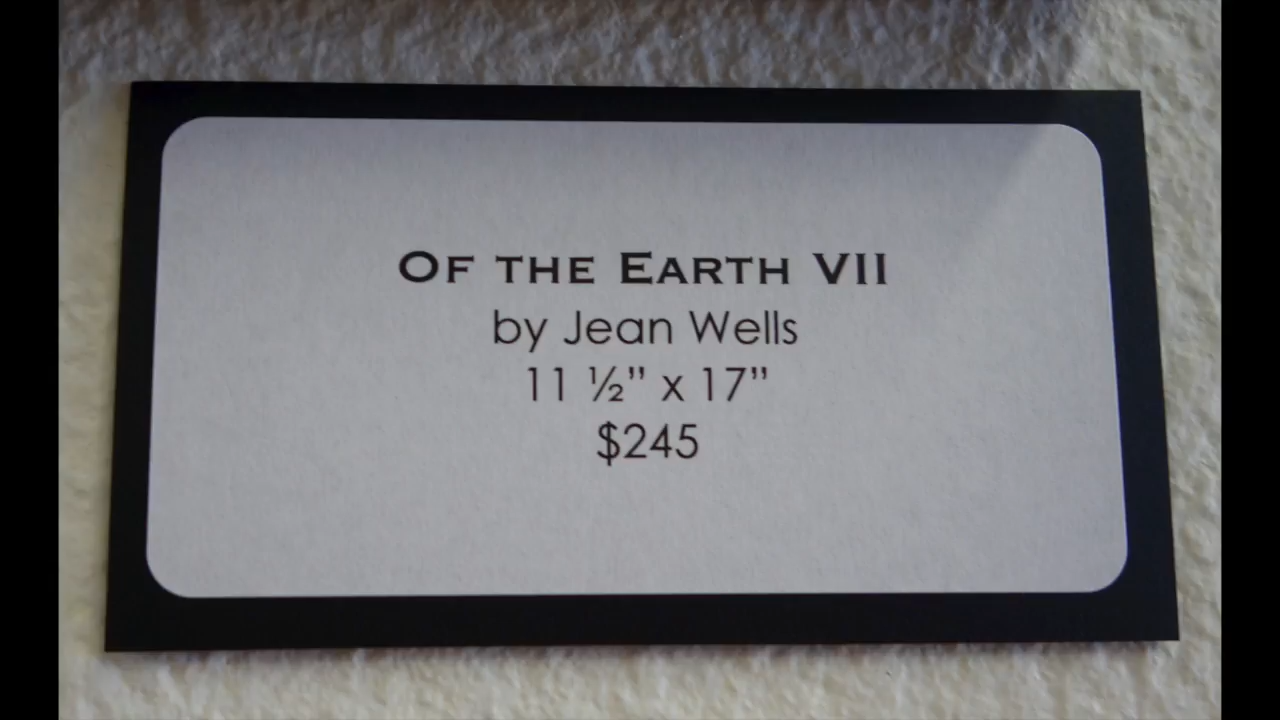 Of the Earth VII
by Jean Wells
11 ½” x 17”
$245